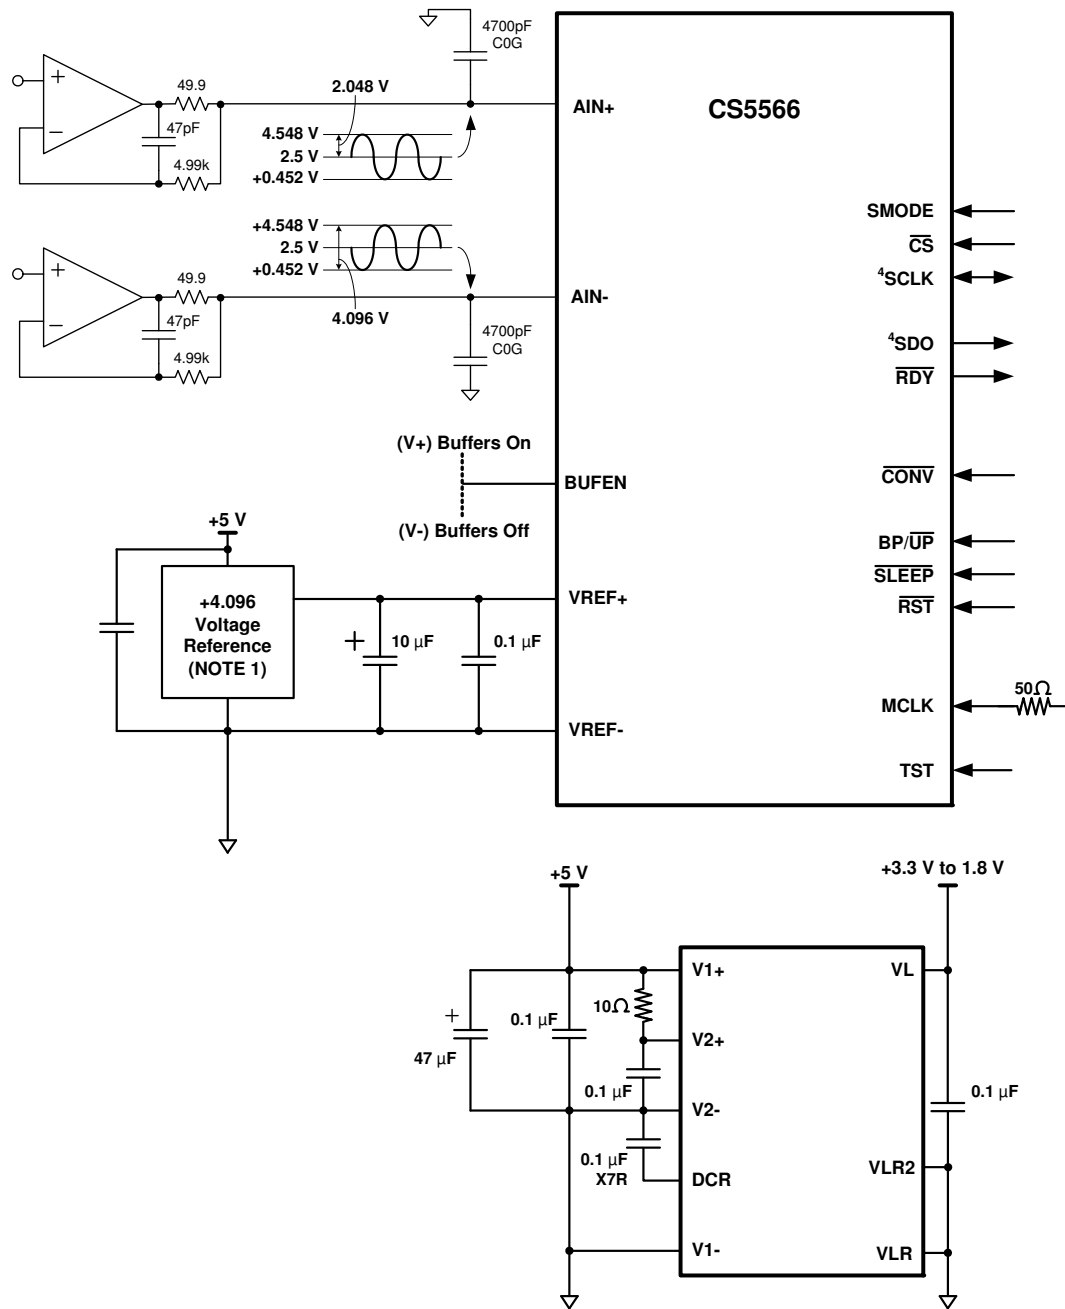 4700pF
C0G
+
49.9
2.048 V
AIN+
CS5566
−
47pF
4.548 V
2.5 V
+0.452 V
4.99k
SMODE
+4.548 V
2.5 V
+0.452 V
CS
+
49.9
4SCLK
AIN-
−
47pF
4.096 V
4700pF
C0G
4SDO
4.99k
RDY
(V+) Buffers On
CONV
BUFEN
(V-) Buffers Off
+5 V
BP/UP
SLEEP
+4.096
Voltage
Reference
(NOTE 1)
VREF+
RST
+
10 µF
0.1 µF
50Ω
MCLK
VREF-
TST
+5 V
+3.3 V to 1.8 V
V1+
VL
10Ω
+
0.1 µF
V2+
47 µF
0.1 µF
0.1 µF
V2-
0.1 µF
X7R
VLR2
DCR
V1-
VLR